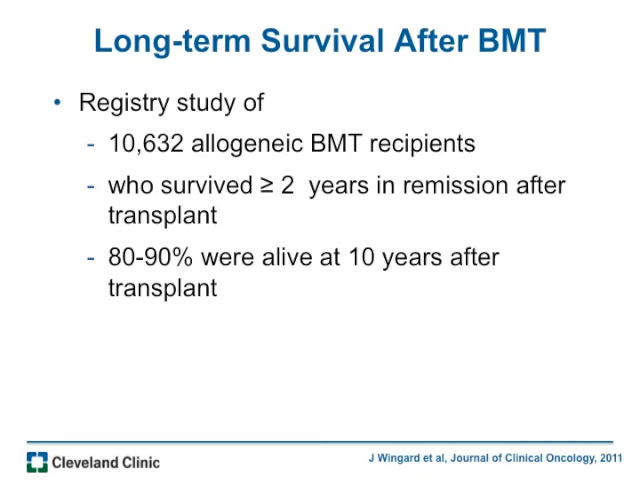 Long-term Survival After BMT
• Registry study of
- 10,632 allogeneic BMT recipients
- who survived ≥ 2 years in remission after
transplant
- 80-90% were alive at 10 years after
transplant
Cleveland Clinic
J Wingard et al, Journal of Clinical Oncology, 2011